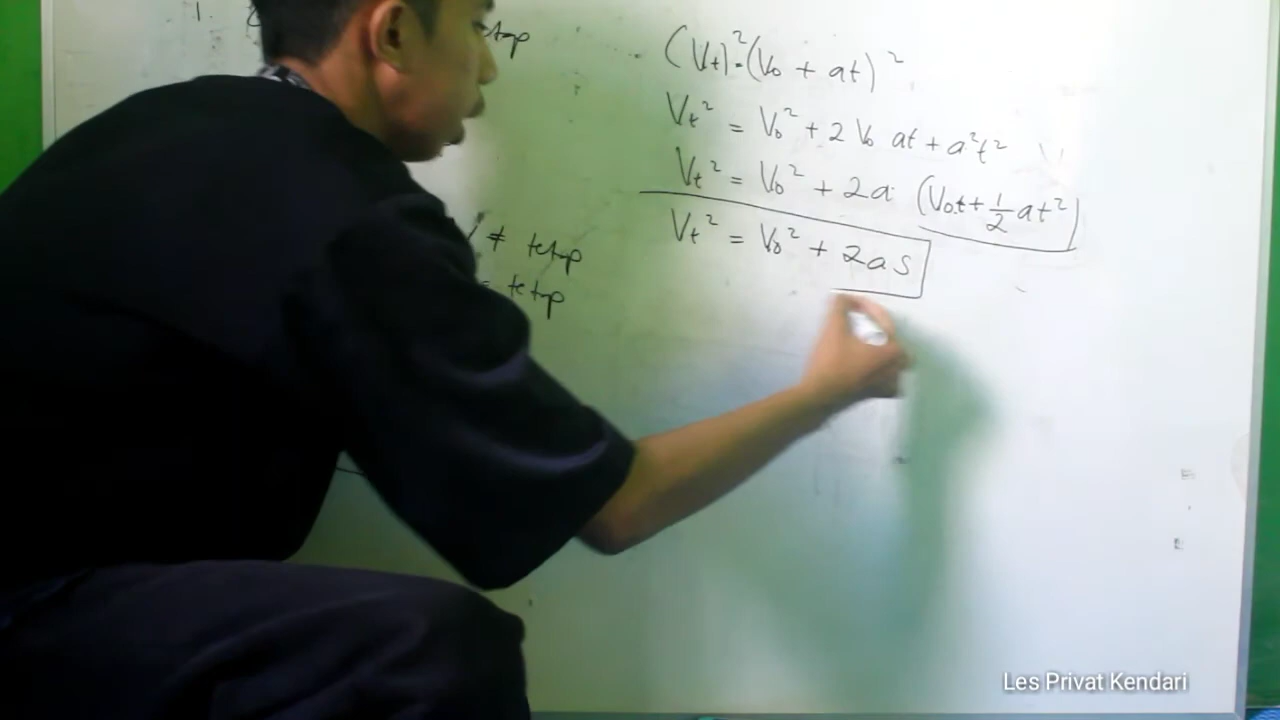 1.
(Vt)² = (V₀ + at)²
Vt² = V₀² + 2 V₀ at + a²t²
Vt² = V₀² + 2a (V₀t + ½ at²)
Vt² = V₀² + 2as
≠ tetap
= tetap
Les Privat Kendari